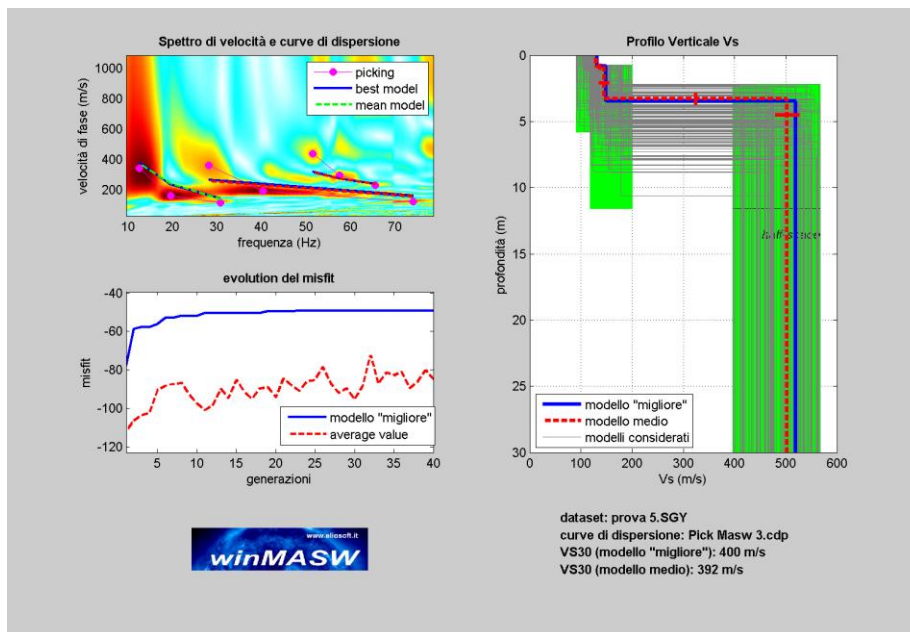 Spettro di velocità e curve di dispersione
1000
800
600
400
200
velocità di fase (m/s)
picking
best model
mean model
10 20 30 40 50 60 70
frequenza (Hz)
evolution del misfit
-40
-60
-80
-100
-120
misfit
modello "migliore"
average value
5 10 15 20 25 30 35 40
generazioni
www.eliosoft.it
winMASW
Profilo Verticale Vs
0
5
10
15
20
25
30
profondità (m)
half-space
modello "migliore"
modello medio
modelli considerati
0 100 200 300 400 500 600
Vs (m/s)
dataset: prova 5.SGY
curve di dispersione: Pick Masw 3.cdp
VS30 (modello "migliore"): 400 m/s
VS30 (modello medio): 392 m/s